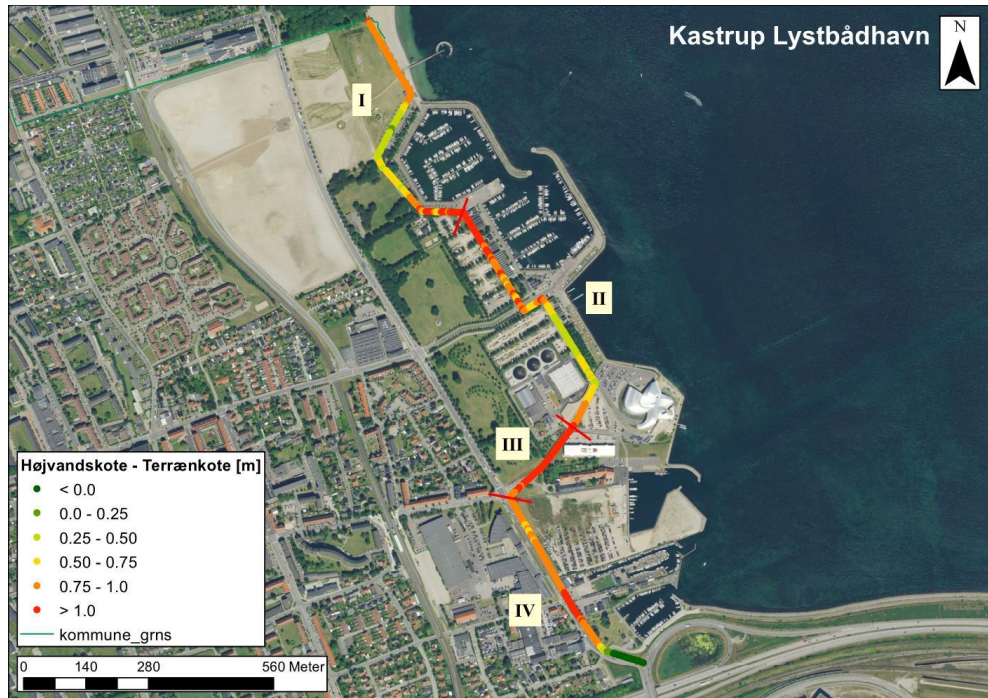 Kastrup Lystbådhavn
N
I
II
III
IV
Højvandskote - Terrænkote [m]
< 0.0
0.0 - 0.25
0.25 - 0.50
0.50 - 0.75
0.75 - 1.0
> 1.0
kommune_grns
0 140 280 560 Meter